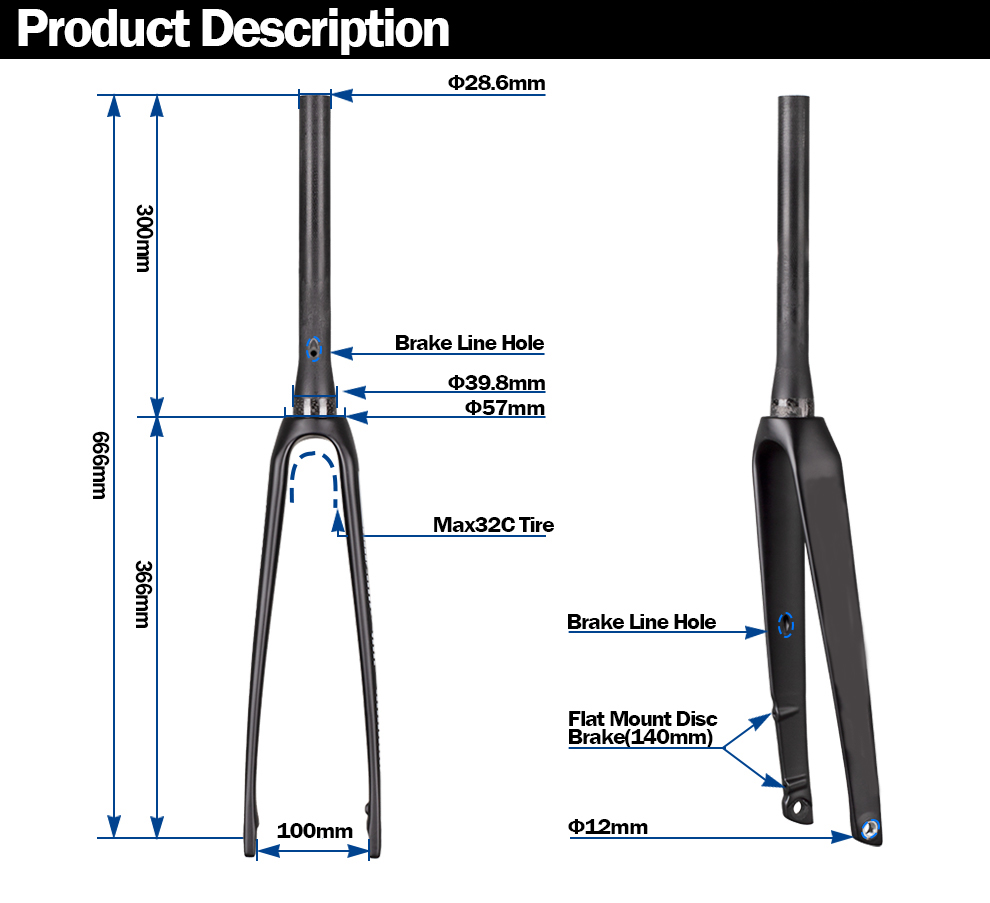 Product Description
Φ28.6mm
300mm
Brake Line Hole
Φ39.8mm
Φ57mm
666mm
Max32C Tire
366mm
Brake Line Hole
Flat Mount Disc
Brake(140mm)
100mm
Φ12mm